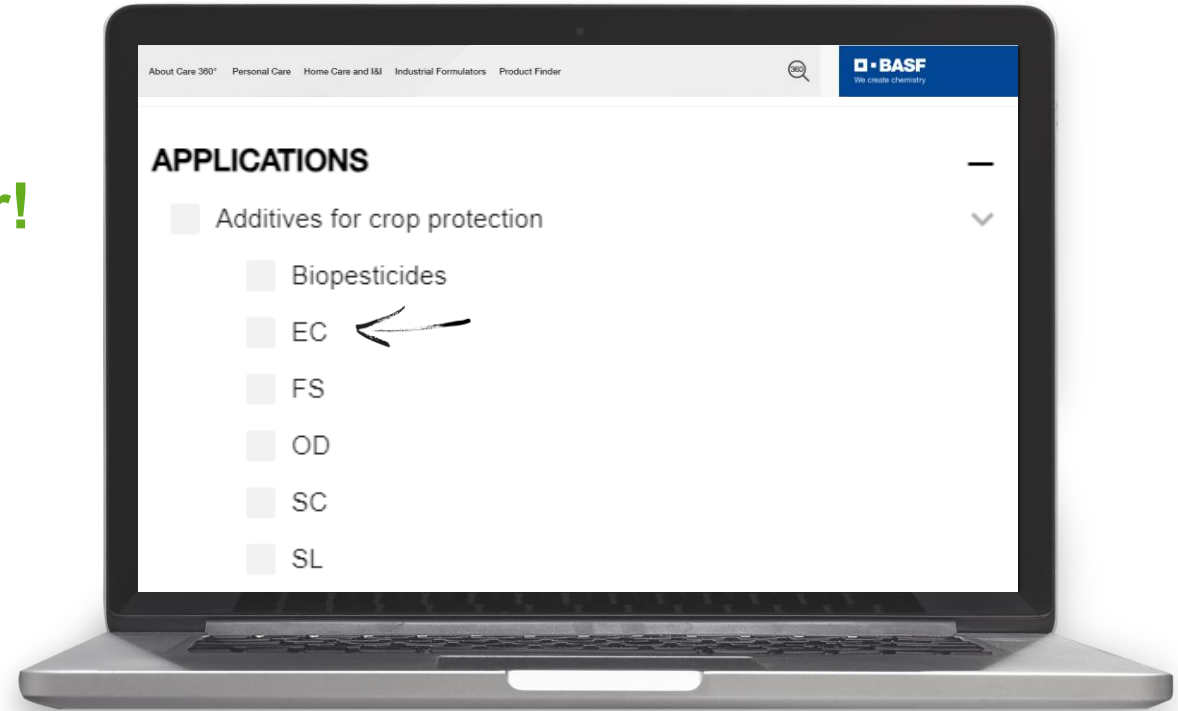 r!
About Care 360° Personal Care Home Care and I&I Industrial Formulators Product Finder
360
BASF
We create chemistry
APPLICATIONS
Additives for crop protection
Biopesticides
EC
FS
OD
SC
SL